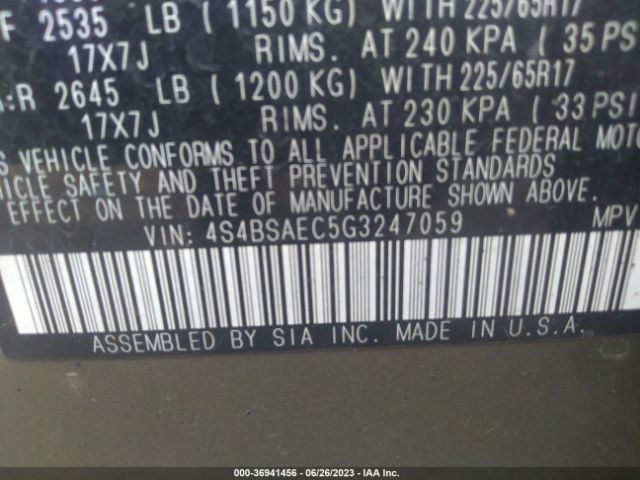 F 2535 LB ( 1150 KG) WITH 225/65R17
17X7J RIMS. AT 240 KPA ( 35 PS
:R 2645 LB ( 1200 KG) WITH 225/65R17
17X7J RIMS. AT 230 KPA ( 33 PSI
S VEHICLE CONFORMS TO ALL APPLICABLE FEDERAL MOTO
ICLE SAFETY AND THEFT PREVENTION STANDARDS
EFFECT ON THE DATE OF MANUFACTURE SHOWN ABOVE.
VIN: 4S4BSAEC5G3247059 MPV
ASSEMBLED BY SIA INC. MADE IN U.S.A.
000-36941456 - 06/26/2023 - IAA Inc.